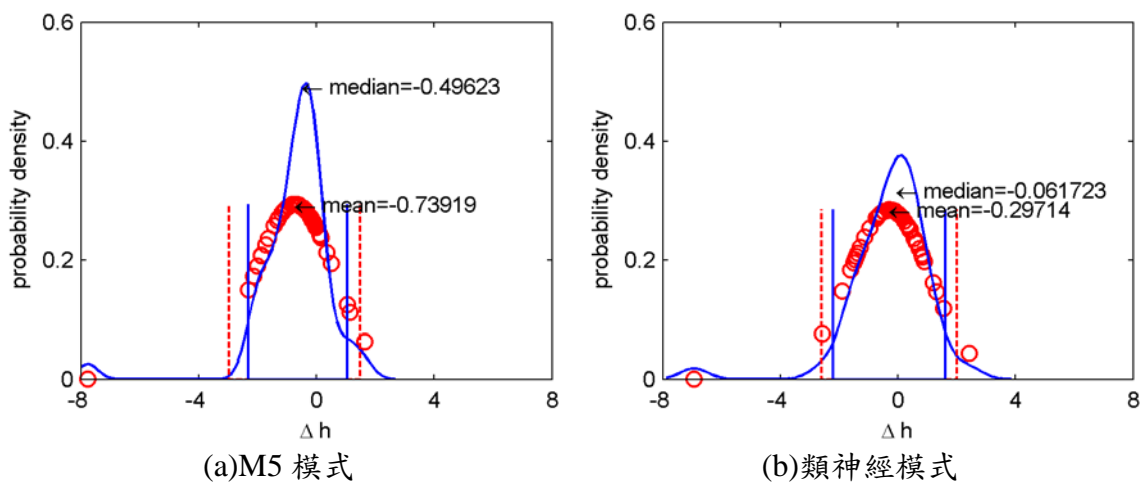 0.6
0.4
0.2
0
probability density
-8
-4
0
4
8
Δ h
← median=-0.49623
← mean=-0.73919
(a)M5 模式
0.6
0.4
0.2
0
probability density
-8
-4
0
4
8
Δ h
← median=-0.061723
← mean=-0.29714
(b)類神經模式